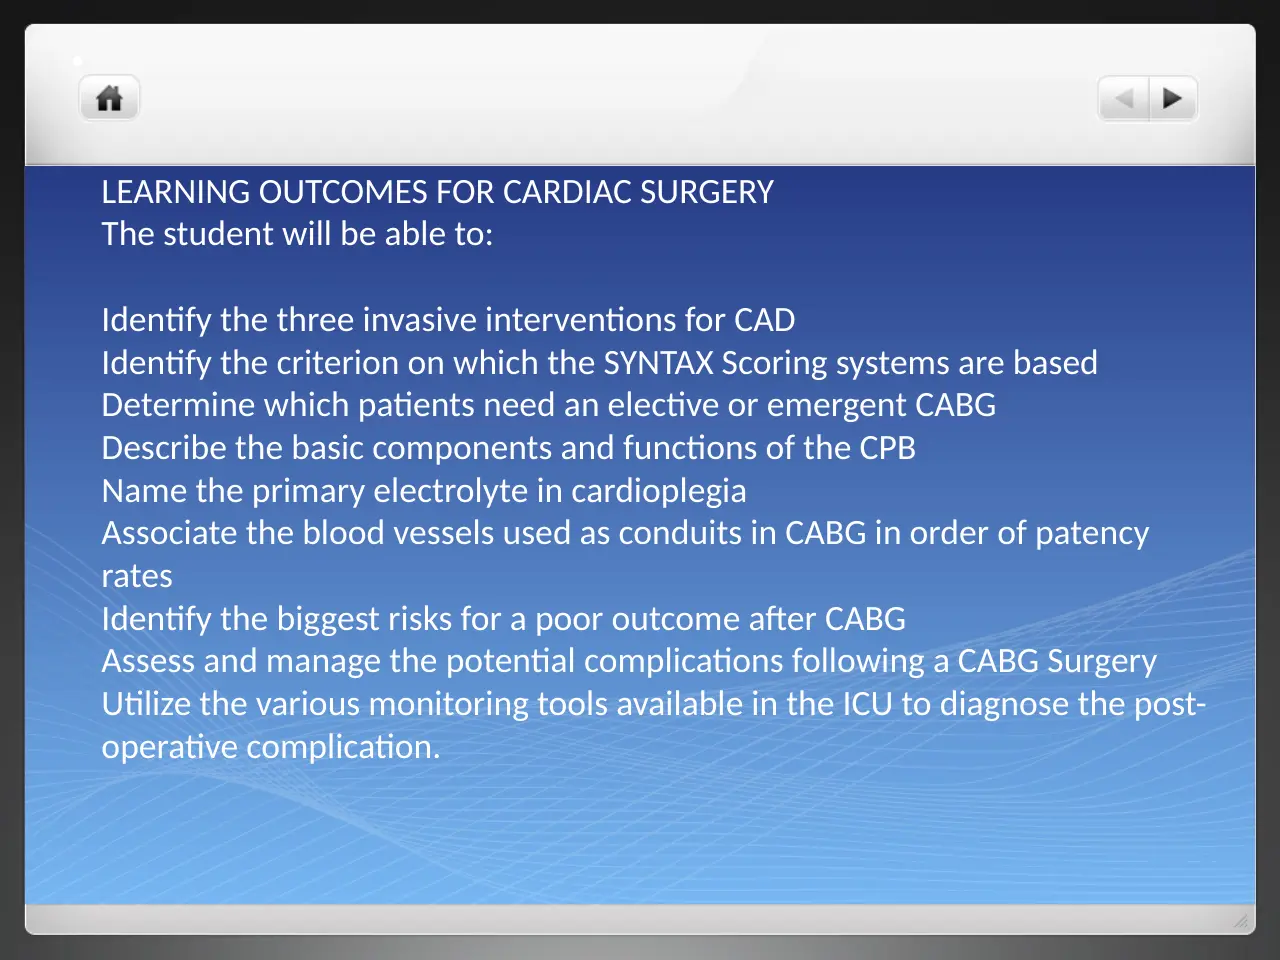 LEARNING OUTCOMES FOR CARDIAC SURGERY
The student will be able to:
Identify the three invasive interventions for CAD
Identify the criterion on which the SYNTAX Scoring systems are based
Determine which patients need an elective or emergent CABG
Describe the basic components and functions of the CPB
Name the primary electrolyte in cardioplegia
Associate the blood vessels used as conduits in CABG in order of patency
rates
Identify the biggest risks for a poor outcome after CABG
Assess and manage the potential complications following a CABG Surgery
Utilize the various monitoring tools available in the ICU to diagnose the post-
operative complication.